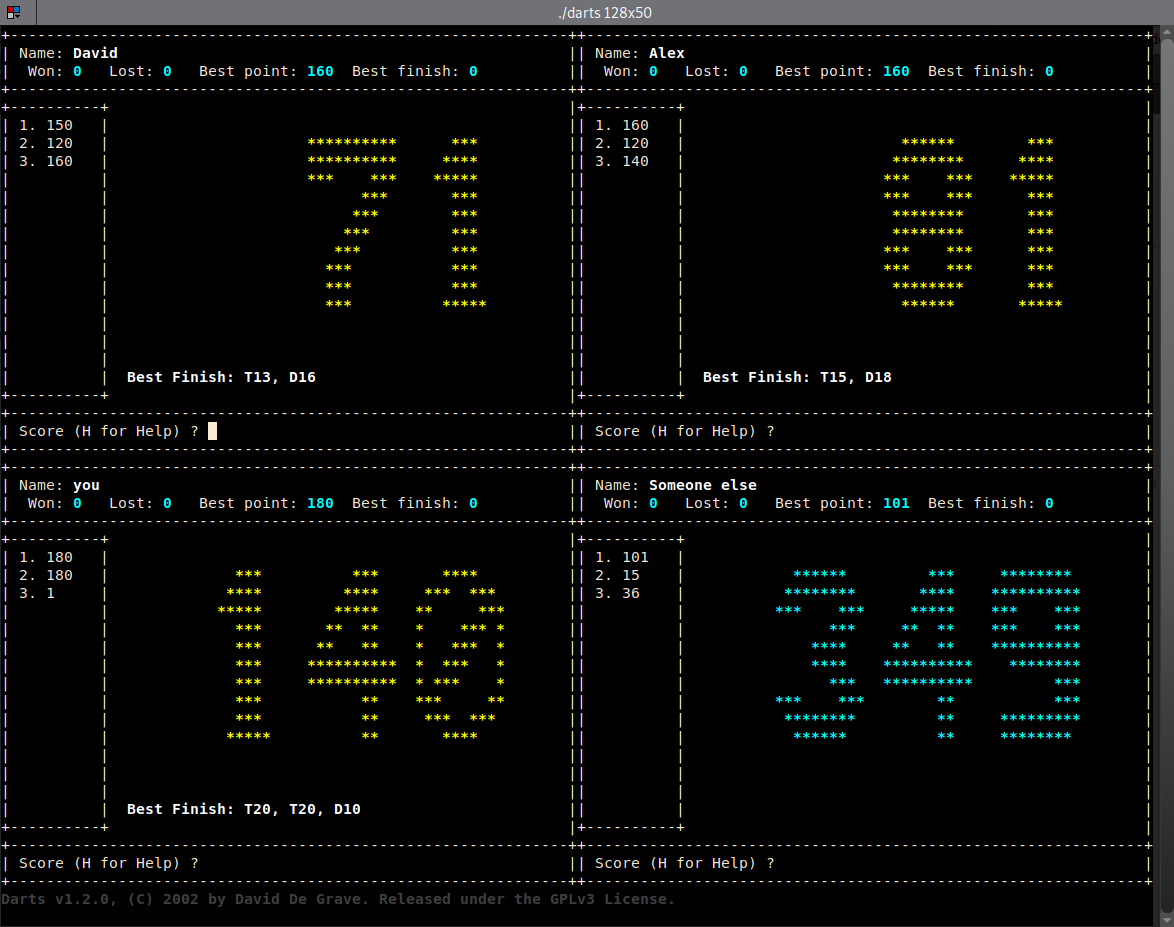 ./darts 128x50
Name: David
Won: 0 Lost: 0 Best point: 160 Best finish: 0
1. 150
2. 120
3. 160
71
Best Finish: T13, D16
Score (H for Help) ?
Name: Alex
Won: 0 Lost: 0 Best point: 160 Best finish: 0
1. 160
2. 120
3. 140
81
Best Finish: T15, D18
Score (H for Help) ?
Name: you
Won: 0 Lost: 0 Best point: 180 Best finish: 0
1. 180
2. 180
3. 1
140
Best Finish: T20, T20, D10
Score (H for Help) ?
Name: Someone else
Won: 0 Lost: 0 Best point: 101 Best finish: 0
1. 101
2. 15
3. 36
349
Score (H for Help) ?
Darts v1.2.0, (C) 2002 by David De Grave. Released under the GPLv3 License.